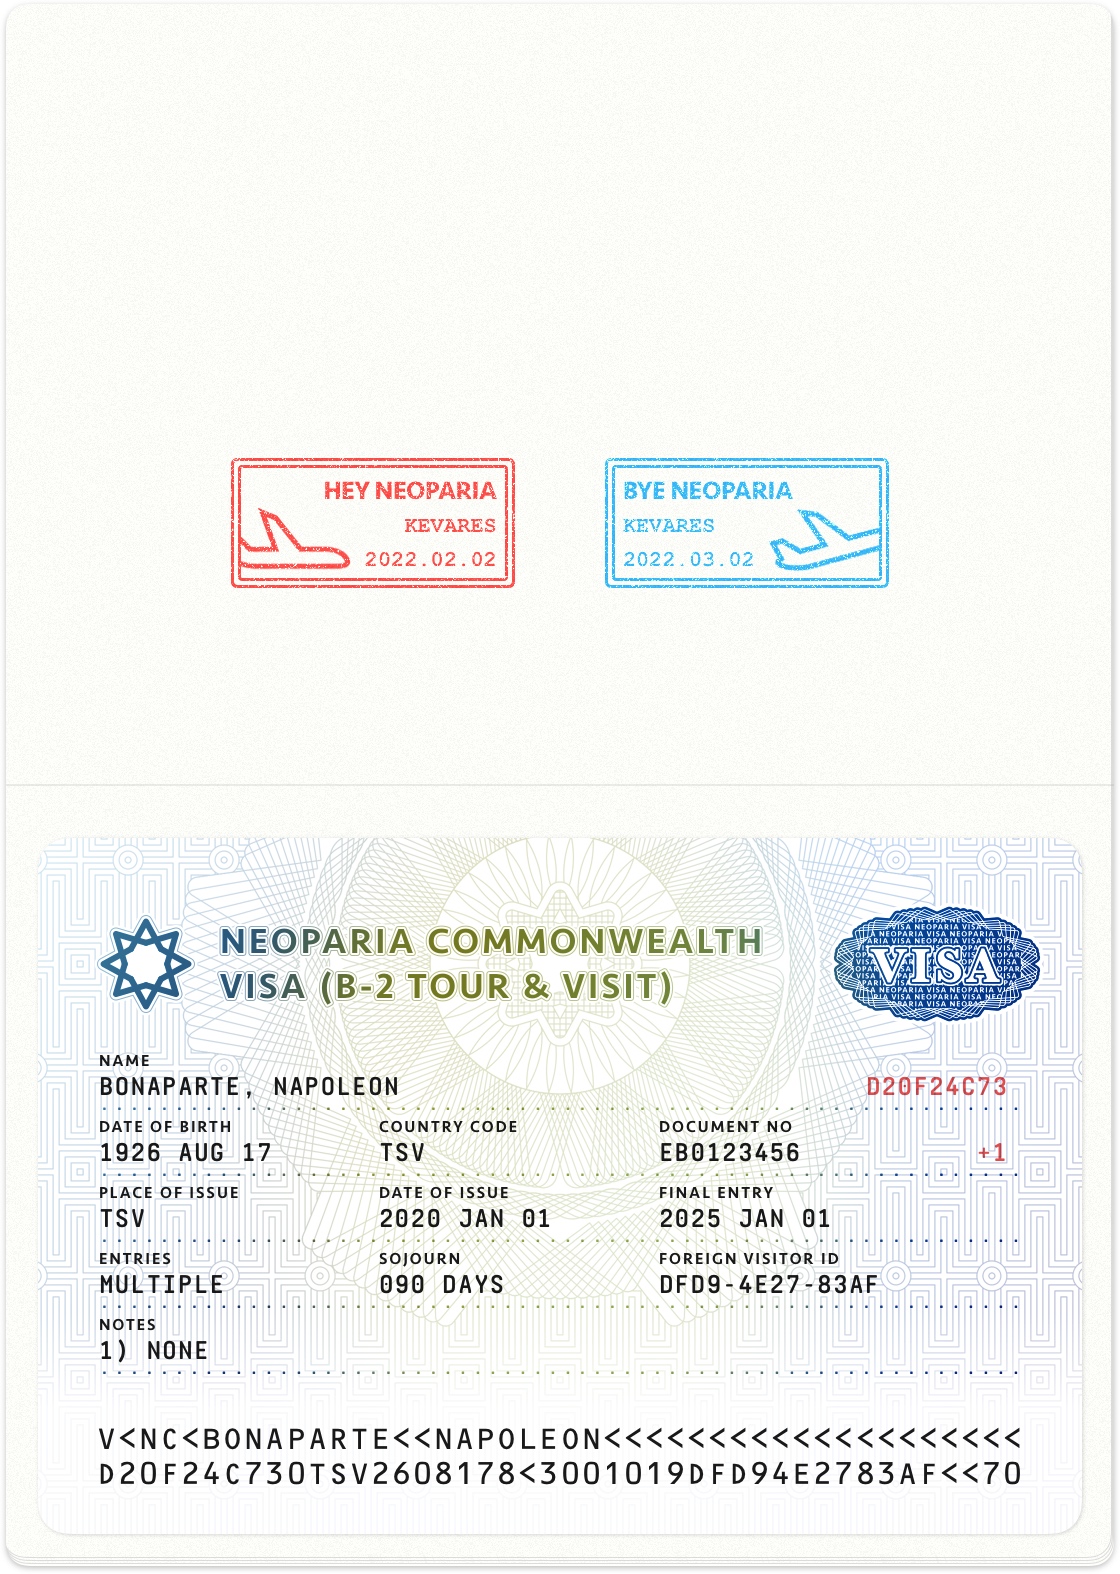 HEY NEOPARIA
KEVARES
2022.02.02
BYE NEOPARIA
KEVARES
2022.03.02
NEOPARIA COMMONWEALTH
VISA (B-2 TOUR & VISIT)
VISA
NAME
BONAPARTE, NAPOLEON
D20F24C73
DATE OF BIRTH
COUNTRY CODE
DOCUMENT NO
1926 AUG 17
TSV
EB0123456
+1
PLACE OF ISSUE
DATE OF ISSUE
FINAL ENTRY
TSV
2020 JAN 01
2025 JAN 01
ENTRIES
SOJOURN
FOREIGN VISITOR ID
MULTIPLE
090 DAYS
DFD9-4E27-83AF
NOTES
1) NONE
V<NC<BONAPARTE<<NAPOLEON<<<<<<<<<<<<<<<<<<<<
D20F24C730TSV2608178<3001019DFD94E2783AF<<70